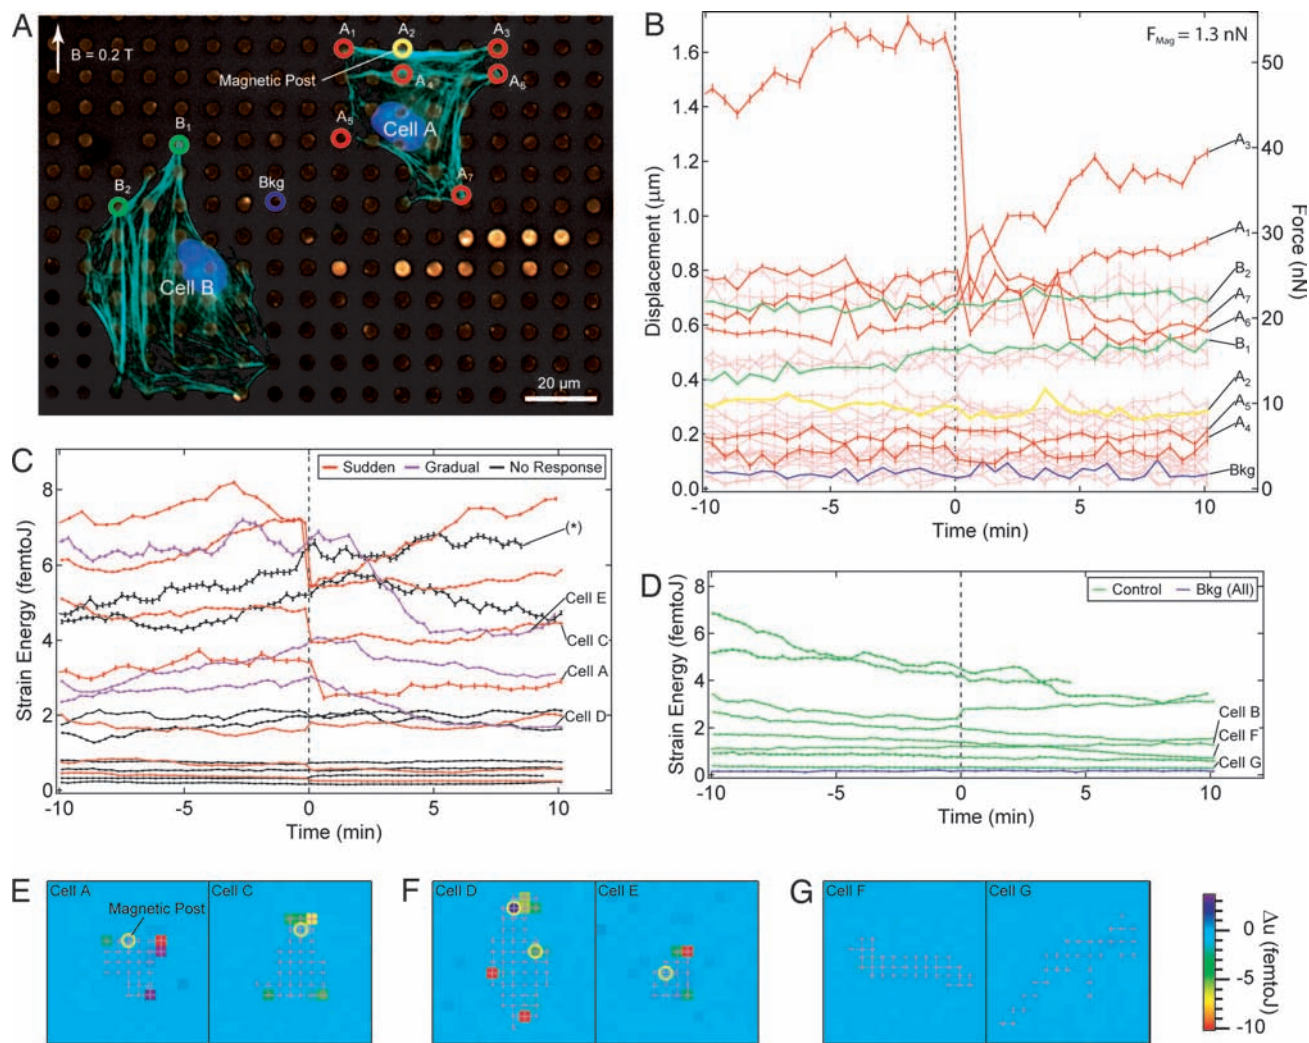 A
B = 0.2 T
A1
A2
A3
Magnetic Post
A4
A6
A5
Cell A
A7
B1
B2
Bkg
Cell B
20 µm
B
FMag = 1.3 nN
1.6
1.4
1.2
1.0
0.8
0.6
0.4
0.2
0.0
Displacement (µm)
50
40
30
20
10
0
Force (nN)
A3
A1
B2
A7
A6
B1
A2
A5
A4
Bkg
-10
-5
0
5
10
Time (min)
C
Sudden
Gradual
No Response
8
6
4
2
0
Strain Energy (femtoJ)
(*)
Cell E
Cell C
Cell A
Cell D
-10
-5
0
5
10
Time (min)
D
Control
Bkg (All)
8
6
4
2
0
Strain Energy (femtoJ)
Cell B
Cell F
Cell G
-10
-5
0
5
10
Time (min)
E
Cell A
Magnetic Post
Cell C
F
Cell D
Cell E
G
Cell F
Cell G
0
-5
-10
Δu (femtoJ)